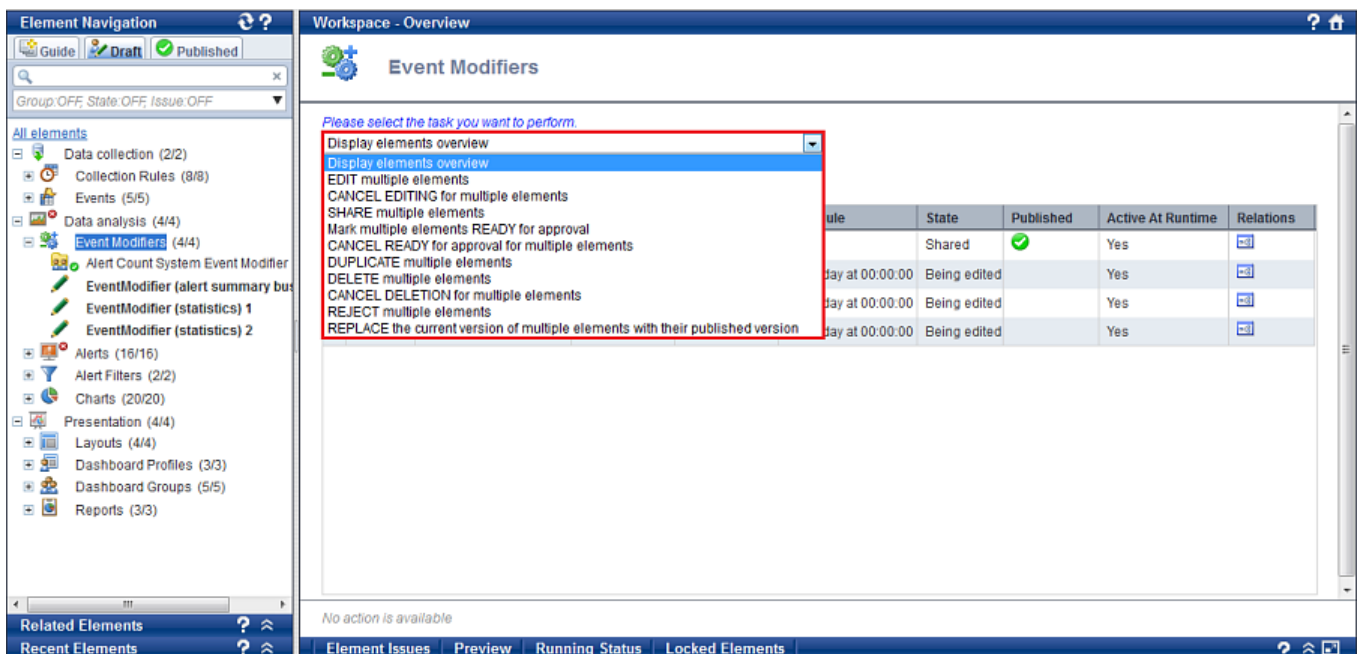 Element Navigation
?
Guide
Draft
Published
Group:OFF, State:OFF, Issue:OFF
All elements
Data collection (2/2)
Collection Rules (8/8)
Events (5/5)
Data analysis (4/4)
Event Modifiers (4/4)
Alert Count System Event Modifier
EventModifier (alert summary bus
EventModifier (statistics) 1
EventModifier (statistics) 2
Alerts (16/16)
Alert Filters (2/2)
Charts (20/20)
Presentation (4/4)
Layouts (4/4)
Dashboard Profiles (3/3)
Dashboard Groups (5/5)
Reports (3/3)
Related Elements ?
Recent Elements ?
Workspace - Overview ?
Event Modifiers
Please select the task you want to perform.
Display elements overview
Display elements overview
EDIT multiple elements
CANCEL EDITING for multiple elements
SHARE multiple elements
Mark multiple elements READY for approval
CANCEL READY for approval for multiple elements
DUPLICATE multiple elements
DELETE multiple elements
CANCEL DELETION for multiple elements
REJECT multiple elements
REPLACE the current version of multiple elements with their published version
ule State Published Active At Runtime Relations
Shared Yes
day at 00:00:00 Being edited Yes
day at 00:00:00 Being edited Yes
day at 00:00:00 Being edited Yes
No action is available
Element Issues Preview Running Status Locked Elements ?